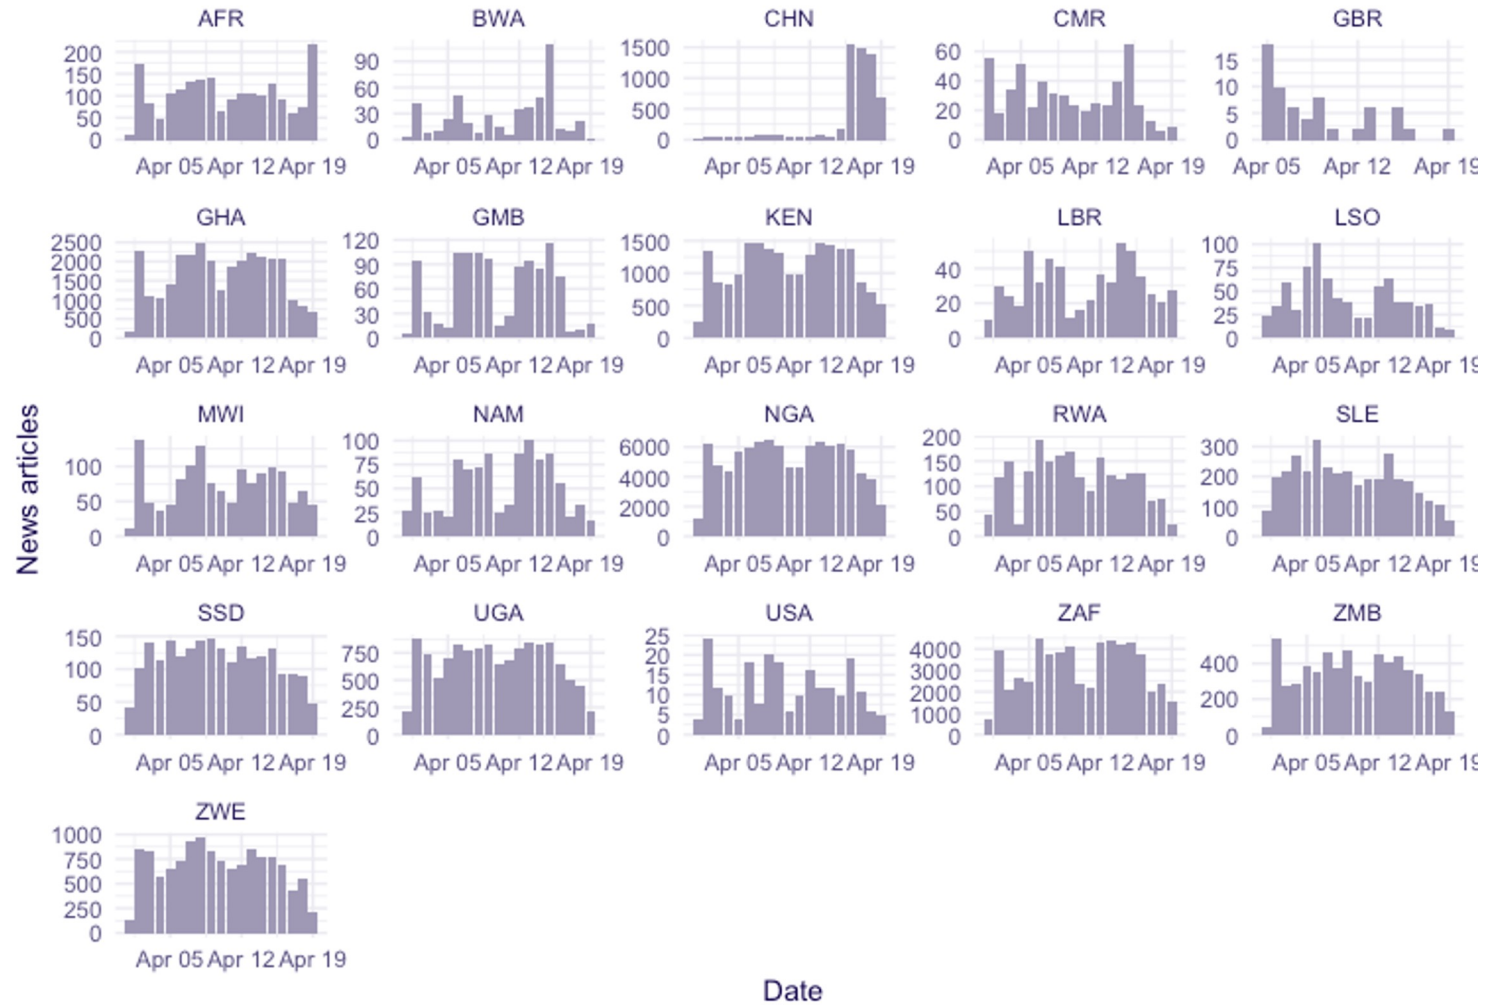 AFR BWA CHN CMR GBR
200 150 100 50 0
90 60 30 0
1500 1000 500 0
60 40 20 0
15 10 5 0
Apr 05 Apr 12 Apr 19 Apr 05 Apr 12 Apr 19 Apr 05 Apr 12 Apr 19 Apr 05 Apr 12 Apr 19 Apr 05 Apr 12 Apr 19
GHA GMB KEN LBR LSO
2500 2000 1500 1000 500 0
120 90 60 30 0
1500 1000 500 0
40 20 0
100 75 50 25 0
Apr 05 Apr 12 Apr 19 Apr 05 Apr 12 Apr 19 Apr 05 Apr 12 Apr 19 Apr 05 Apr 12 Apr 19 Apr 05 Apr 12 Apr 19
News articles
MWI NAM NGA RWA SLE
100 50 0
100 75 50 25 0
6000 4000 2000 0
200 150 100 50 0
300 200 100 0
Apr 05 Apr 12 Apr 19 Apr 05 Apr 12 Apr 19 Apr 05 Apr 12 Apr 19 Apr 05 Apr 12 Apr 19 Apr 05 Apr 12 Apr 19
SSD UGA USA ZAF ZMB
150 100 50 0
750 500 250 0
25 20 15 10 5 0
4000 3000 2000 1000 0
400 200 0
Apr 05 Apr 12 Apr 19 Apr 05 Apr 12 Apr 19 Apr 05 Apr 12 Apr 19 Apr 05 Apr 12 Apr 19 Apr 05 Apr 12 Apr 19
ZWE
1000 750 500 250 0
Apr 05 Apr 12 Apr 19
Date